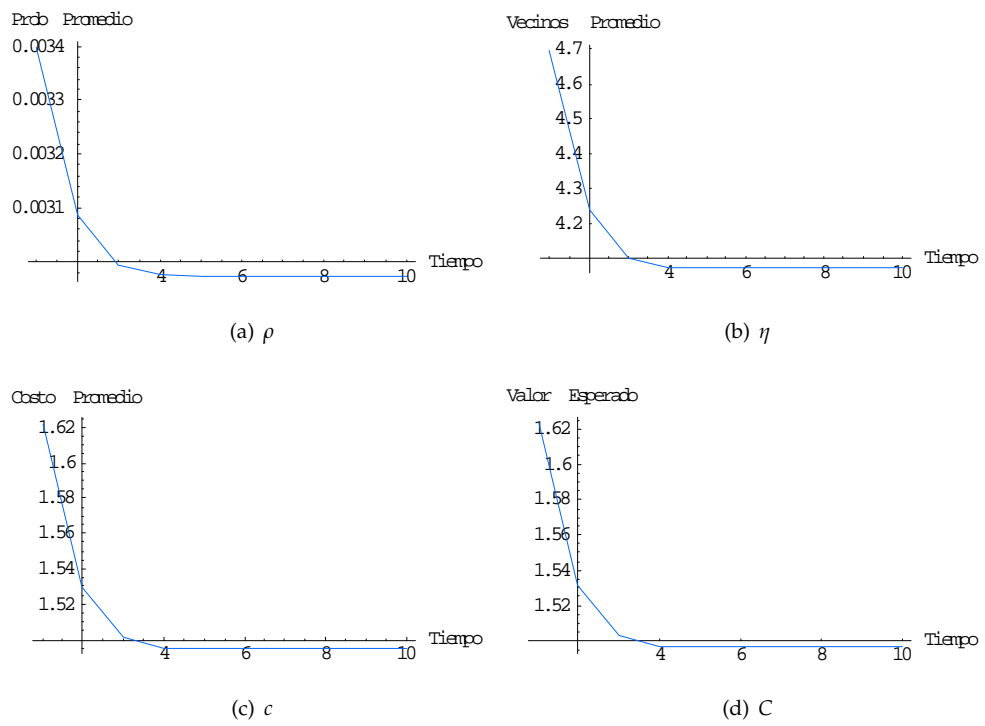 Prob Promedio
0.0034
0.0033
0.0032
0.0031
4 6 8 10 Tiempo
(a) ρ
Vecinos Promedio
4.7
4.6
4.5
4.4
4.3
4.2
4 6 8 10 Tiempo
(b) η
Costo Promedio
1.62
1.6
1.58
1.56
1.54
1.52
4 6 8 10 Tiempo
(c) c
Valor Esperado
1.62
1.6
1.58
1.56
1.54
1.52
4 6 8 10 Tiempo
(d) C